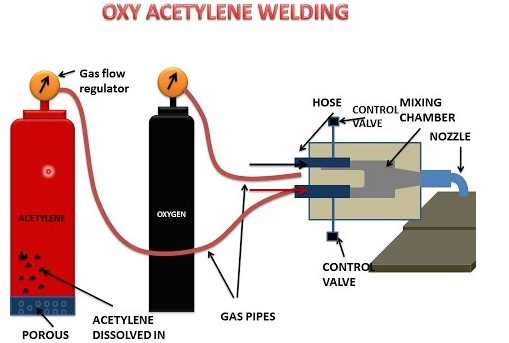 OXY ACETYLENE WELDING
Gas flow
regulator
HOSE
CONTROL
VALVE
MIXING
CHAMBER
NOZZLE
ACETYLENE
OXYGEN
CONTROL
VALVE
GAS PIPES
POROUS
ACETYLENE
DISSOLVED IN